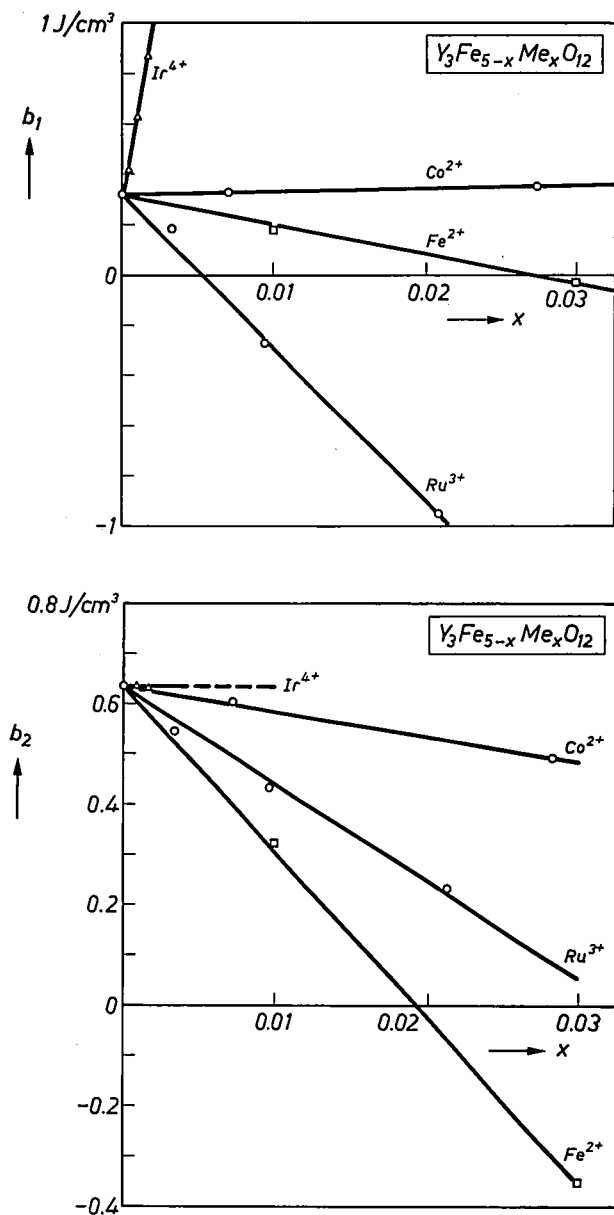 1 J/cm³
Y₃Fe₅₋ₓMeₓO₁₂
Ir⁴⁺
b₁
Co²⁺
Fe²⁺
0
0.01
0.02
0.03
x
Ru³⁺
-1
0.8 J/cm³
Y₃Fe₅₋ₓMeₓO₁₂
Ir⁴⁺
0.6
b₂
Co²⁺
0.4
0.2
Ru³⁺
0
0.01
0.02
0.03
x
-0.2
Fe²⁺
-0.4